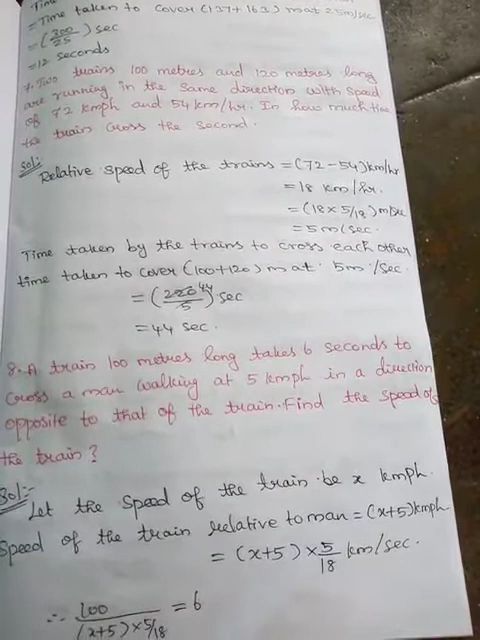 Time
= Time taken to cover (137+163) m at 25m/sec
= (300/25) sec
= 12 seconds
7. Two trains 100 metres and 120 metres long
are running in the same direction with speed
of 72 kmph and 54 km/hr. In how much time
the train cross the second.
Sol:
Relative speed of the trains = (72-54) km/hr
= 18 km/hr.
= (18 x 5/18) m/sec
= 5m/sec.
Time taken by the trains to cross each other
time taken to cover (100+120) m at 5m/sec.
= (220/5) 44 sec
= 44 sec.
8. A train 100 metres long takes 6 seconds to
cross a man walking at 5 kmph in a direction
opposite to that of the train. Find the speed of
the train?
Sol:-
Let the speed of the train be x kmph.
Speed of the train relative to man = (x+5) kmph
= (x+5) x 5/18 km/sec.
∴ 100/(x+5) x 5/18 = 6